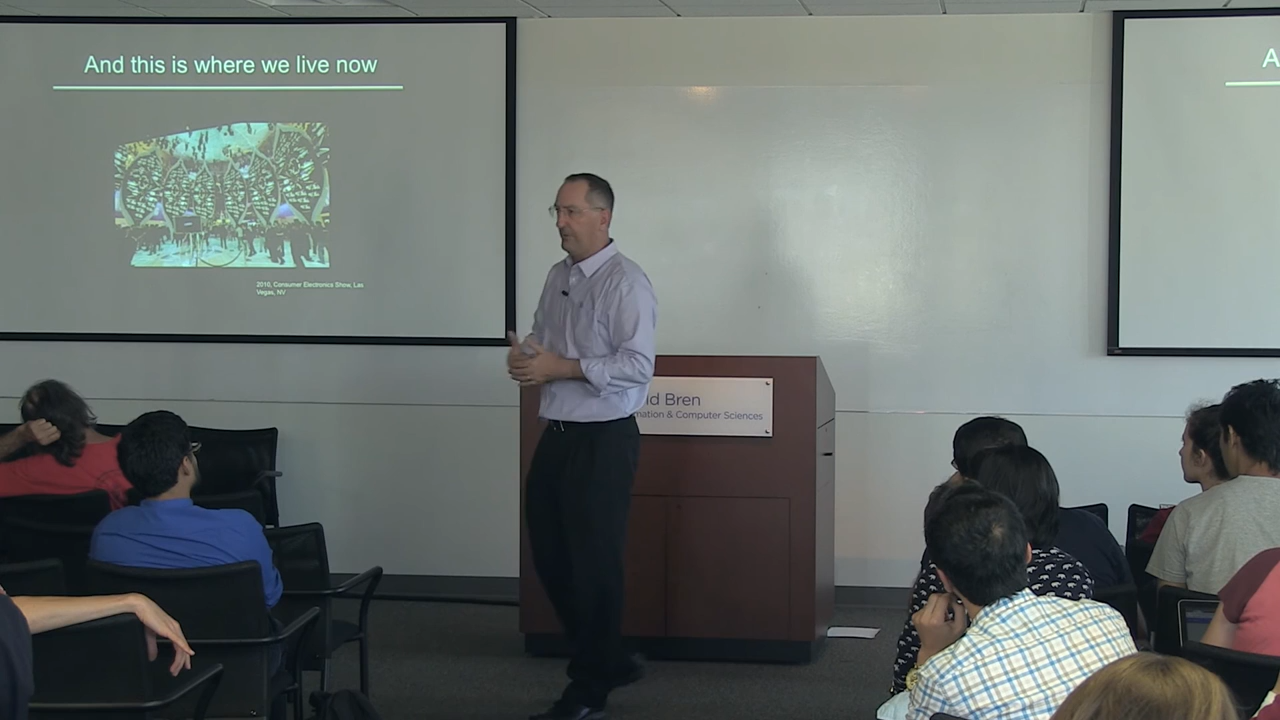 And this is where we live now
2010, Consumer Electronics Show, Las
Vegas, NV
A
id Bren
mation & Computer Sciences